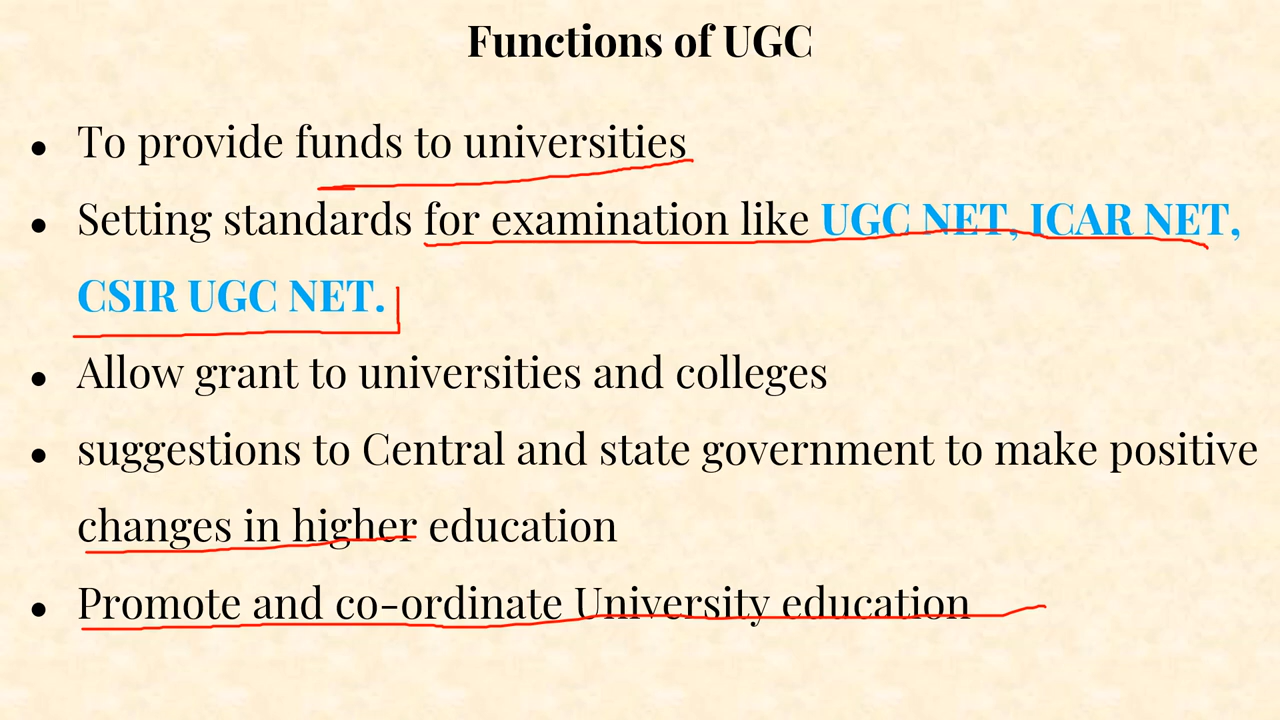 Functions of UGC
• To provide funds to universities
• Setting standards for examination like UGC NET, ICAR NET,
CSIR UGC NET.
• Allow grant to universities and colleges
• suggestions to Central and state government to make positive
changes in higher education
• Promote and co-ordinate University education